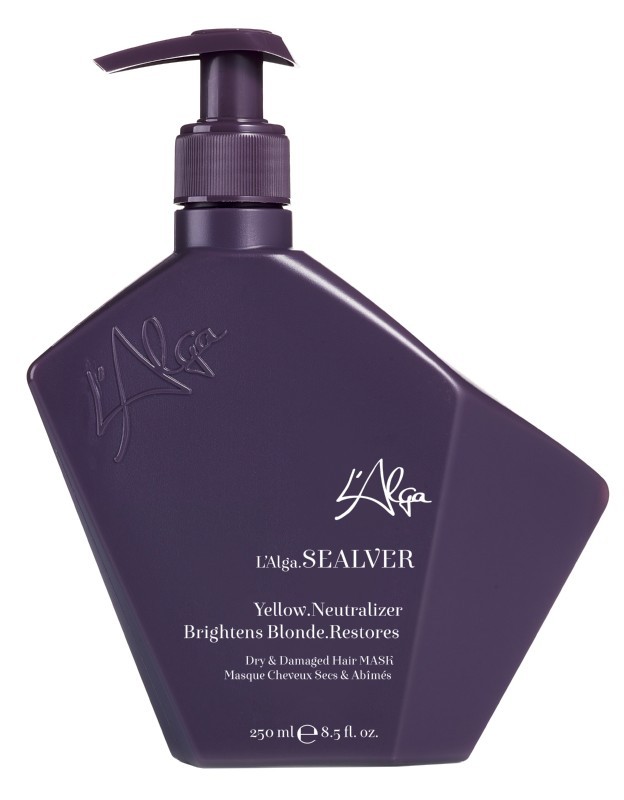 L'Alga
L'Alga
L'Alga.SEALVER
Yellow.Neutralizer
Brightens Blonde.Restores
Dry & Damaged Hair MASK
Masque Cheveux Secs & Abîmés
250 ml ℮ 8.5 fl. oz.